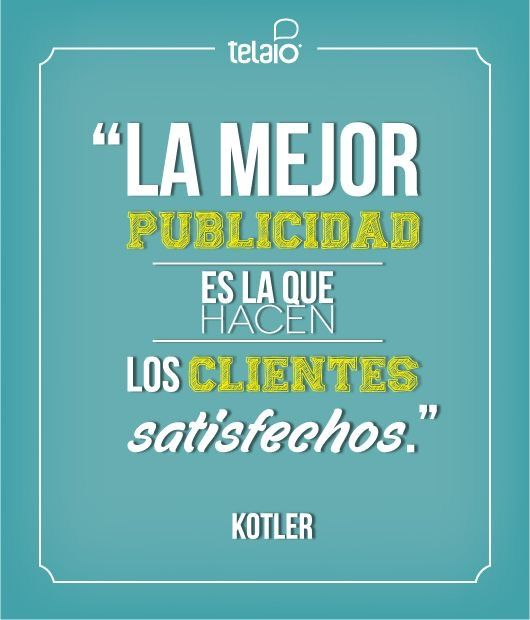 telaio
“LA MEJOR
PUBLICIDAD
ES LA QUE
HACEN
LOS CLIENTES
satisfechos.”
KOTLER